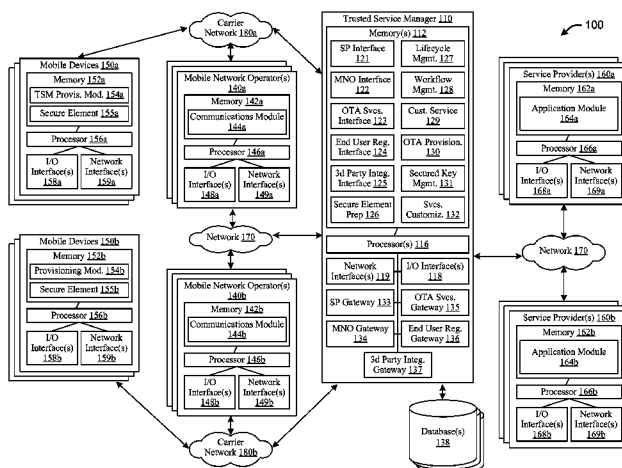 100
Carrier
Network 180a
Mobile Devices 150a
Memory 152a
TSM Provis. Mod. 154a
Secure Element 155a
Processor 156a
I/O
Interface(s)
158a
Network
Interface(s)
159a
Mobile Network Operator(s)
140a
Memory 142a
Communications Module
144a
Processor 146a
I/O
Interface(s)
148a
Network
Interface(s)
149a
Network 170
Mobile Devices 150b
Memory 152b
Provisioning Mod. 154b
Secure Element 155b
Processor 156b
I/O
Interface(s)
158b
Network
Interface(s)
159b
Mobile Network Operator(s)
140b
Memory 142b
Communications Module
144b
Processor 146b
I/O
Interface(s)
148b
Network
Interface(s)
149b
Carrier
Network 180b
Trusted Service Manager 110
Memory(s) 112
SP Interface
121
Lifecycle
Mgmt. 127
MNO Interface
122
Workflow
Mgmt. 128
OTA Svcs.
Interface 123
Cust. Service
129
End User Reg.
Interface 124
OTA Provision.
130
3d Party Integ.
Interface 125
Secured Key
Mgmt. 131
Secure Element
Prep 126
Svcs.
Customiz. 132
Processor(s) 116
Network
Interface(s) 119
I/O Interface(s)
118
SP Gateway 133
OTA Svcs.
Gateway 135
MNO Gateway
134
End User Reg.
Gateway 136
3d Party Integ.
Gateway 137
Database(s)
138
Service Provider(s) 160a
Memory 162a
Application Module
164a
Processor 166a
I/O
Interface(s)
168a
Network
Interface(s)
169a
Network 170
Service Provider(s) 160b
Memory 162b
Application Module
164b
Processor 166b
I/O
Interface(s)
168b
Network
Interface(s)
169b